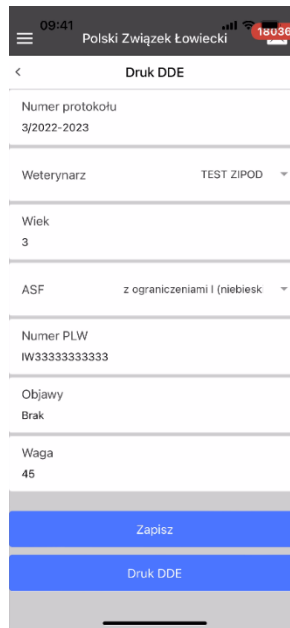 09:41
Polski Związek Łowiecki
18036
Druk DDE
Numer protokołu
3/2022-2023
Weterynarz TEST ZIPOD
Wiek
3
ASF z ograniczeniami I (niebiesk
Numer PLW
IW33333333333
Objawy
Brak
Waga
45
Zapisz
Druk DDE